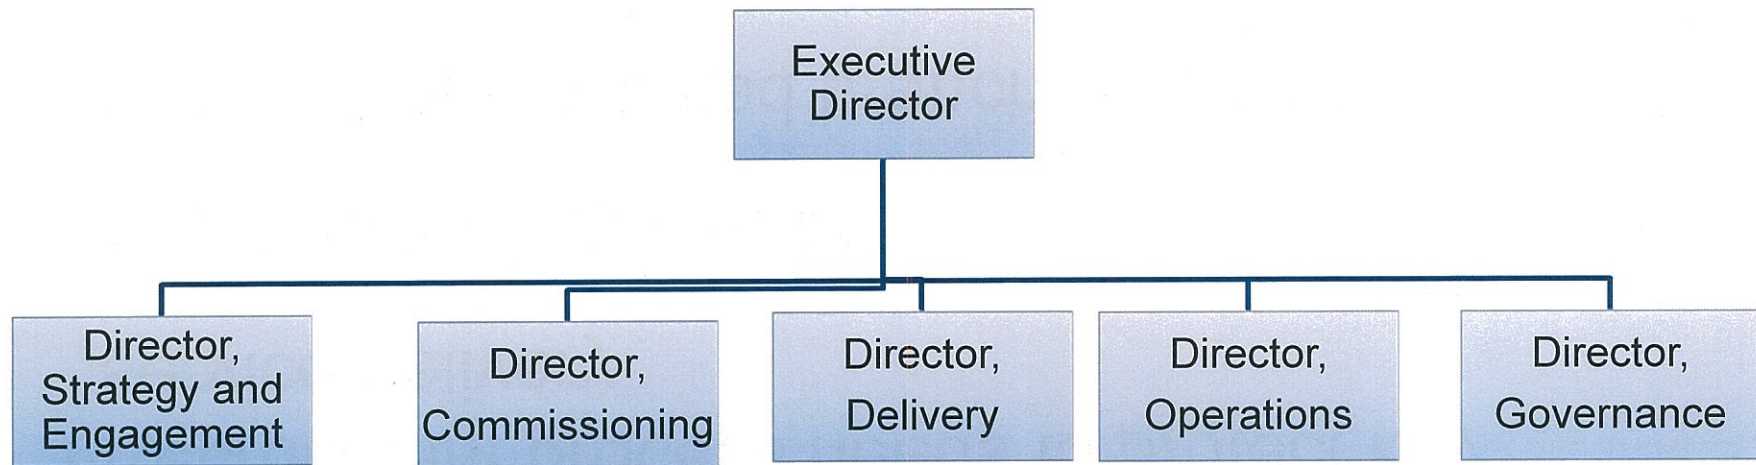 Executive
Director
Director,
Strategy and
Engagement
Director,
Commissioning
Director,
Delivery
Director,
Operations
Director,
Governance